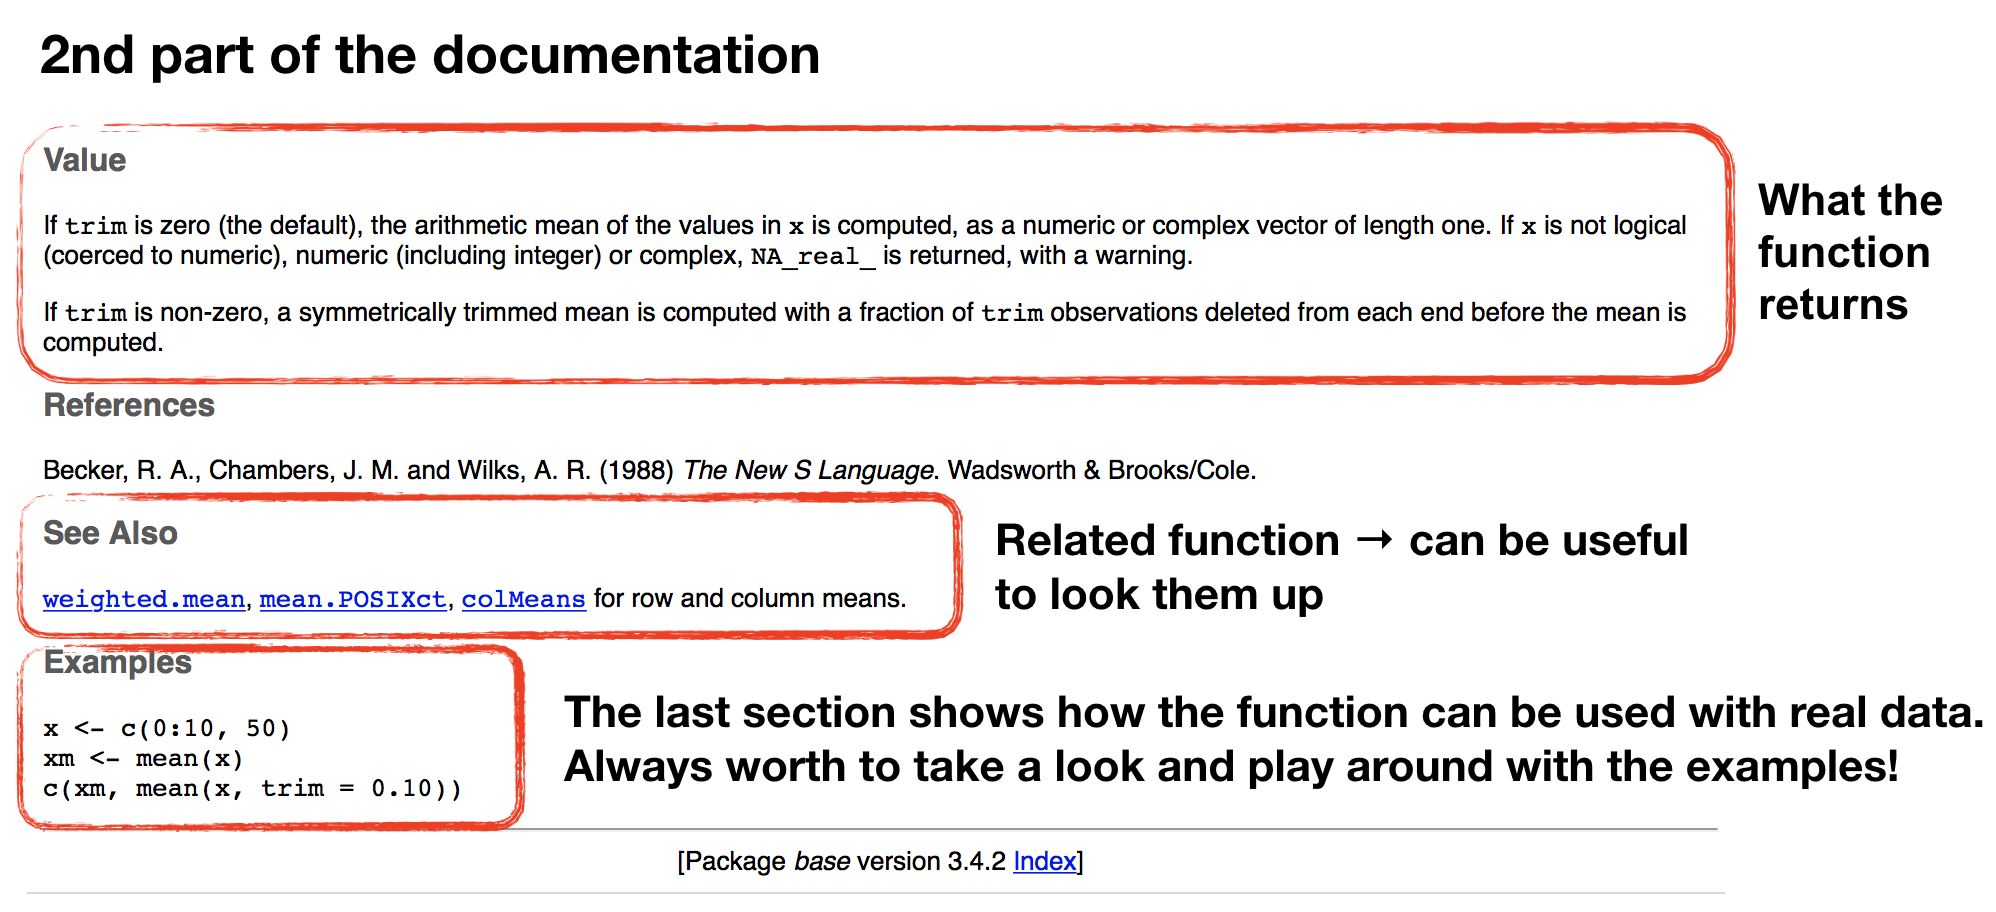 2nd part of the documentation
Value
If trim is zero (the default), the arithmetic mean of the values in x is computed, as a numeric or complex vector of length one. If x is not logical
(coerced to numeric), numeric (including integer) or complex, NA_real_ is returned, with a warning.
If trim is non-zero, a symmetrically trimmed mean is computed with a fraction of trim observations deleted from each end before the mean is
computed.
What the
function
returns
References
Becker, R. A., Chambers, J. M. and Wilks, A. R. (1988) The New S Language. Wadsworth & Brooks/Cole.
See Also
weighted.mean, mean.POSIXct, colMeans for row and column means.
Related function → can be useful
to look them up
Examples
x <- c(0:10, 50)
xm <- mean(x)
c(xm, mean(x, trim = 0.10))
The last section shows how the function can be used with real data.
Always worth to take a look and play around with the examples!
[Package base version 3.4.2 Index]